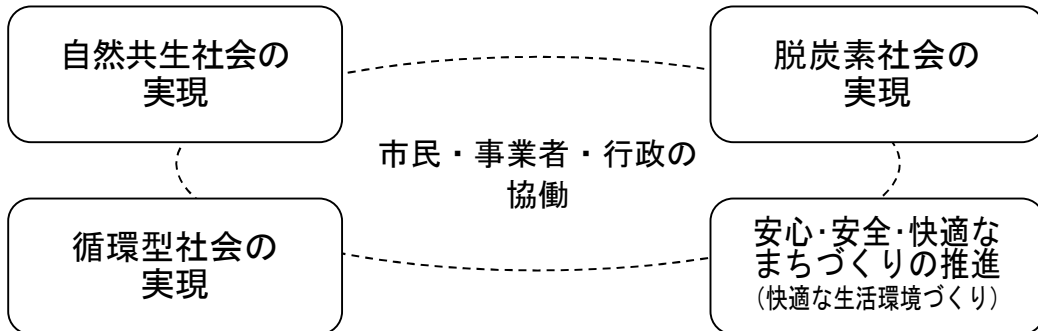 自然共生社会の
実現
脱炭素社会の
実現
市民・事業者・行政の
協働
循環型社会の
実現
安心・安全・快適な
まちづくりの推進
(快適な生活環境づくり)